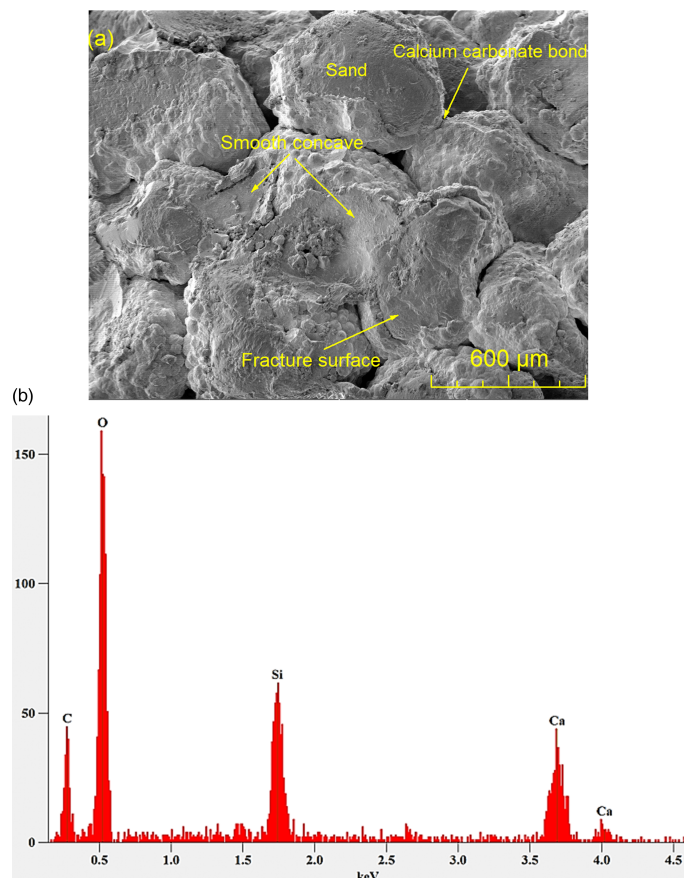 (a)
Calcium carbonate bond
Sand
Smooth concave
Fracture surface
600 µm
(b)
O
150
100
Si
50
C
Ca
Ca
0
0.5 1.0 1.5 2.0 2.5 3.0 3.5 4.0 4.5
keV